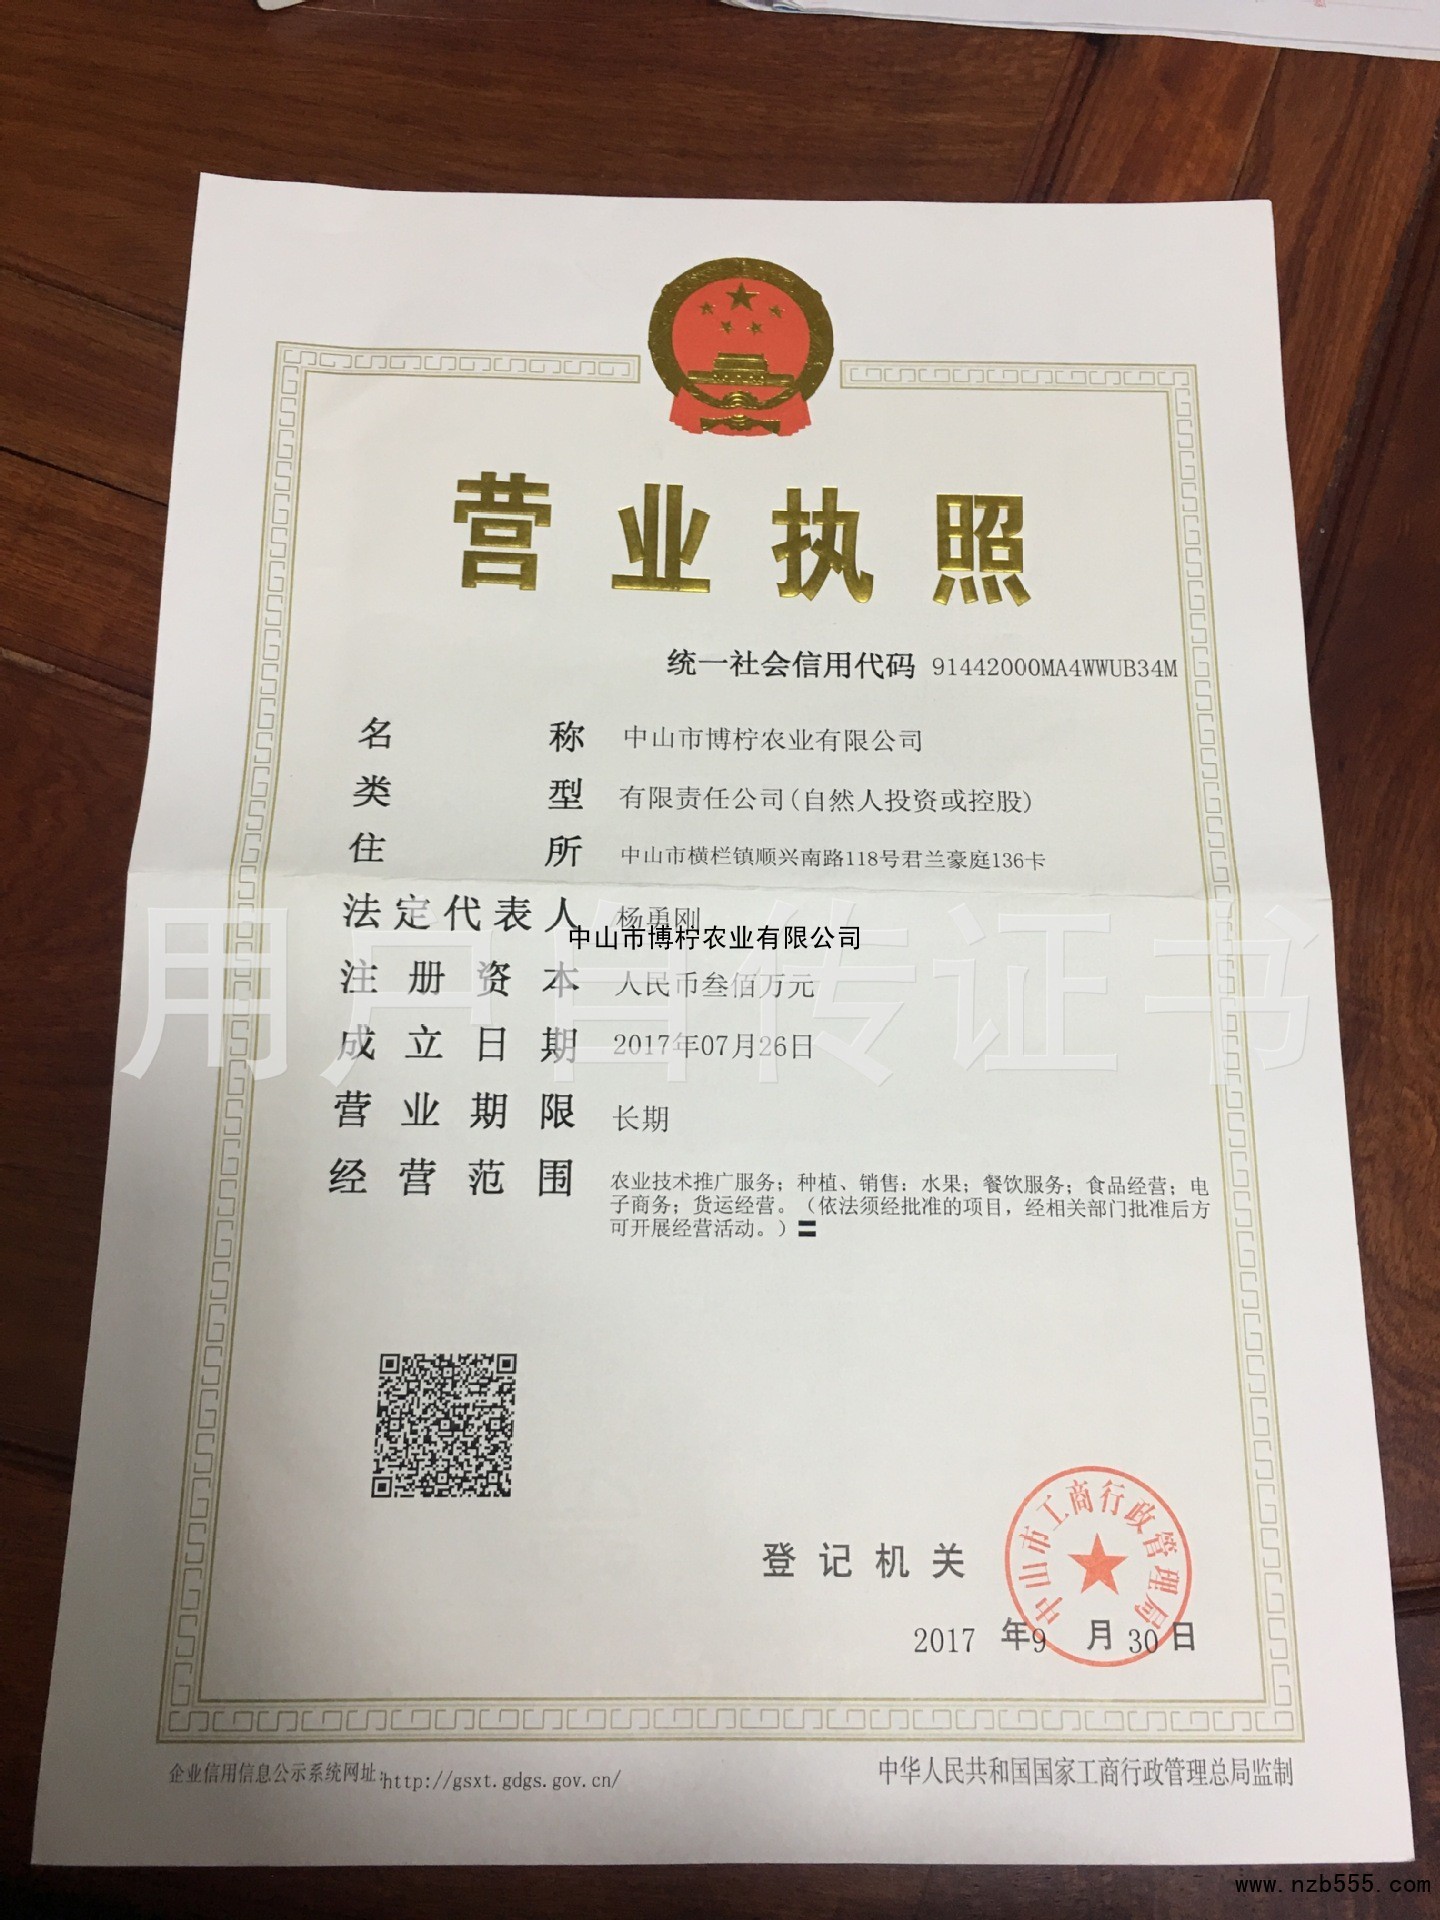 营业执照
统一社会信用代码 91442000MA4WWUB34M
名称 中山市博柠农业有限公司
类型 有限责任公司(自然人投资或控股)
住所 中山市横栏镇顺兴南路118号君兰豪庭136卡
法定代表人 杨勇刚
中山市博柠农业有限公司
用户自传证书
注册资本 人民币叁佰万元
成立日期 2017年07月26日
营业期限 长期
经营范围 农业技术推广服务；种植、销售：水果；餐饮服务；食品经营；电
子商务；货运经营。（依法须经批准的项目，经相关部门批准后方
可开展经营活动。）〓
登记机关
中山市工商行政管理局
2017 年9 月30日
企业信用信息公示系统网址：http://gsxt.gdgs.gov.cn/
中华人民共和国国家工商行政管理总局监制
www.nzb555.com